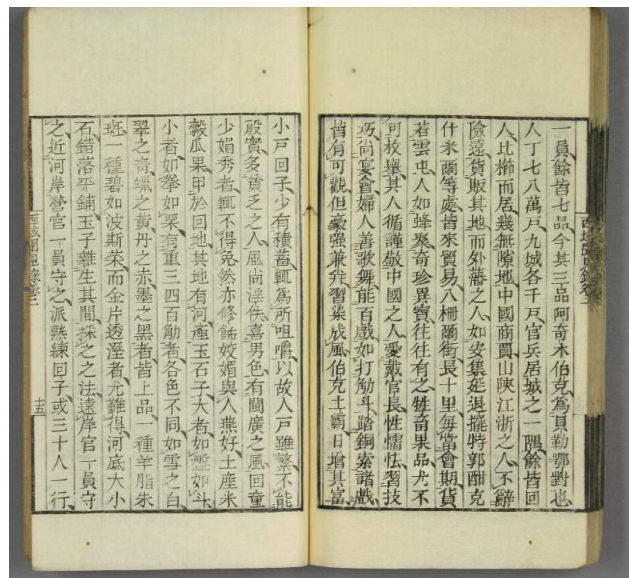 一員餘皆七品今其三品阿奇木伯克爲貝勒鄂對也
人丁七八萬戸九城各千戸官兵居城之一隅餘皆回
人比櫛而居幾無隙地中國商賈山陜江浙之人不辭
險遠貨販其地而外藩之人如安集延退擺特郭酣克
什米爾等處皆來貿易八柵爾街長十里每當會期貨
若雲屯人如蜂聚奇珍異寶往往有之牲畜果品尤不
可枚舉其人循謹敬中國之人愛戴官長性懦怯習技
巧尚宴會婦人善歌舞能百戲如打觔斗踏銅索諸戲
皆有可觀但豪强兼并習染成風伯克土霸日增其富
小戸回子少有積蓄輒爲所咀嚼以故人戸雖繁不能
殷實多貧乏之人風尚淫佚喜男色有閩廣之風回童
少娟秀者輒不得免然亦修飾姣媚與人燕好土産米
穀瓜果甲於回地其地有河產玉石子大者如盤如斗
小者如拳如栗有重三四百觔者各色不同如雪之白
翠之青蠟之黃丹之赤墨之黑者皆上品一種羊脂朱
斑一種碧如波斯菜而金片透溼者尤難得河底大小
石錯落平鋪玉子雜生其間採之之法遠岸官一員守
之近河岸營官一員守之派熟練回子或三十人一行
西域聞見錄卷二
十五